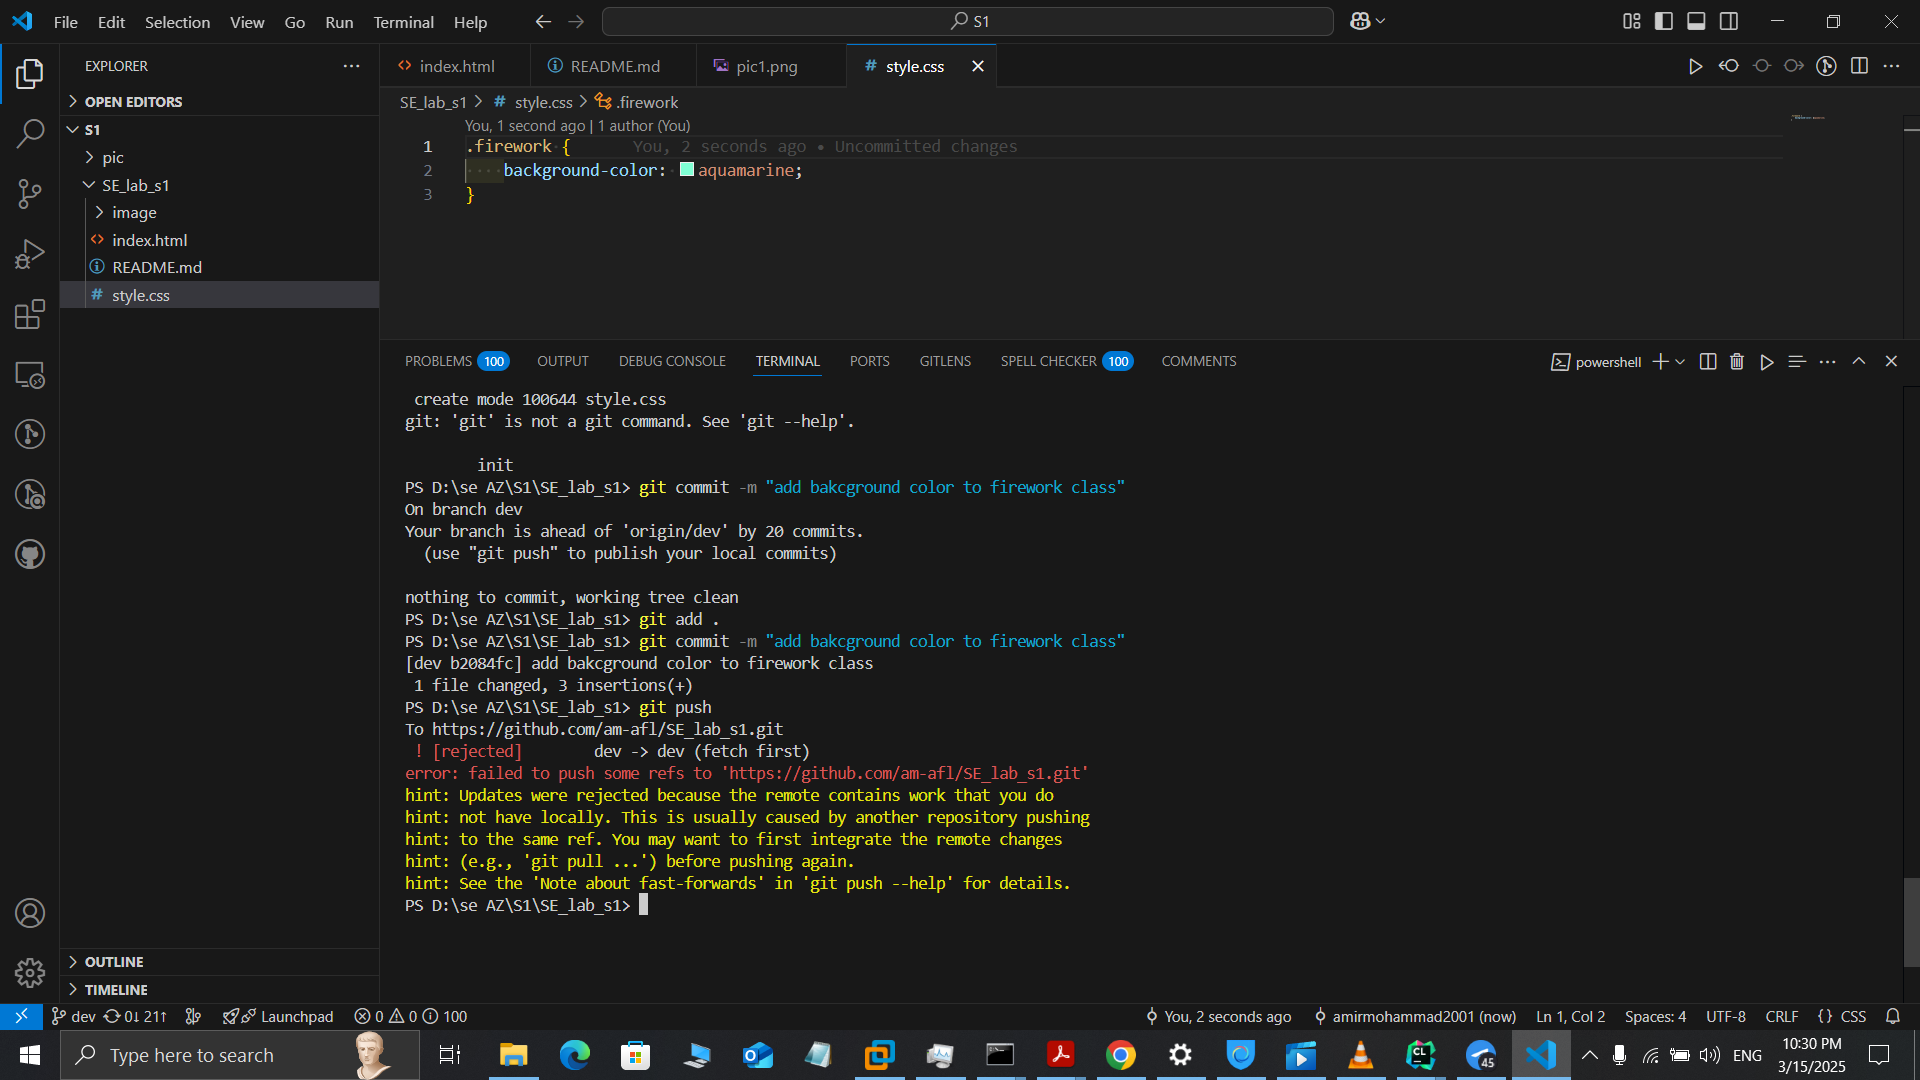 File Edit Selection View Go Run Terminal Help
S1
EXPLORER
OPEN EDITORS
S1
pic
SE_lab_s1
image
index.html
README.md
style.css
OUTLINE
TIMELINE
index.html README.md pic1.png style.css
SE_lab_s1 > style.css > .firework
You, 1 second ago | 1 author (You)
1 .firework { You, 2 seconds ago • Uncommitted changes
2 background-color: aquamarine;
3 }
PROBLEMS 100 OUTPUT DEBUG CONSOLE TERMINAL PORTS GITLENS SPELL CHECKER 100 COMMENTS
powershell
create mode 100644 style.css
git: 'git' is not a git command. See 'git --help'.
init
PS D:\se AZ\S1\SE_lab_s1> git commit -m "add bakcground color to firework class"
On branch dev
Your branch is ahead of 'origin/dev' by 20 commits.
(use "git push" to publish your local commits)
nothing to commit, working tree clean
PS D:\se AZ\S1\SE_lab_s1> git add .
PS D:\se AZ\S1\SE_lab_s1> git commit -m "add bakcground color to firework class"
[dev b2084fc] add bakcground color to firework class
1 file changed, 3 insertions(+)
PS D:\se AZ\S1\SE_lab_s1> git push
To https://github.com/am-afl/SE_lab_s1.git
! [rejected] dev -> dev (fetch first)
error: failed to push some refs to 'https://github.com/am-afl/SE_lab_s1.git'
hint: Updates were rejected because the remote contains work that you do
hint: not have locally. This is usually caused by another repository pushing
hint: to the same ref. You may want to first integrate the remote changes
hint: (e.g., 'git pull ...') before pushing again.
hint: See the 'Note about fast-forwards' in 'git push --help' for details.
PS D:\se AZ\S1\SE_lab_s1>
dev 0↓ 21↑ Launchpad 0 0 100 You, 2 seconds ago amirmohammad2001 (now) Ln 1, Col 2 Spaces: 4 UTF-8 CRLF {} CSS
Type here to search
CL
45
ENG
10:30 PM
3/15/2025